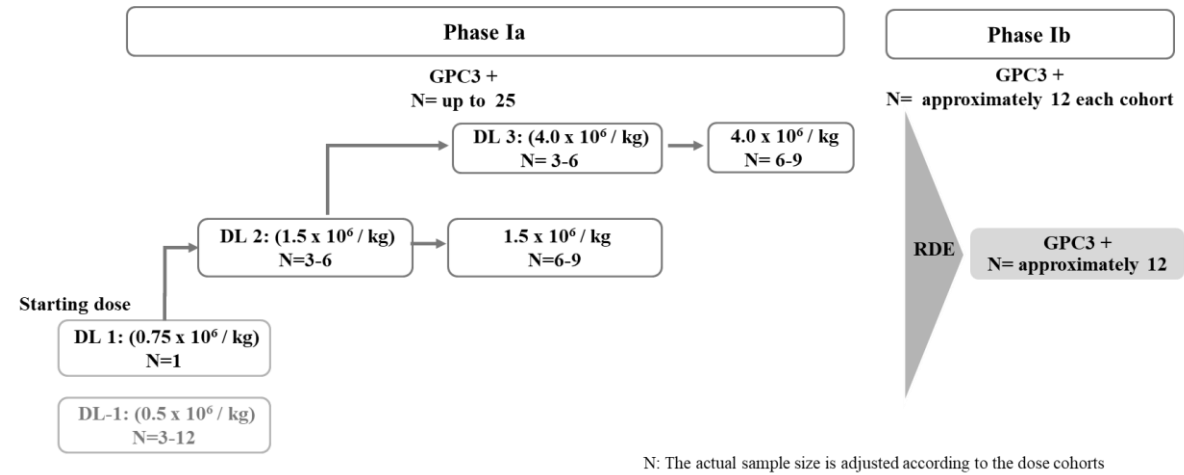 Phase Ia
Phase Ib
GPC3 +
N= up to 25
GPC3 +
N= approximately 12 each cohort
DL 3: (4.0 x 10⁶ / kg)
N= 3-6
4.0 x 10⁶ / kg
N= 6-9
DL 2: (1.5 x 10⁶ / kg)
N=3-6
1.5 x 10⁶ / kg
N=6-9
RDE
GPC3 +
N= approximately 12
Starting dose
DL 1: (0.75 x 10⁶ / kg)
N=1
DL-1: (0.5 x 10⁶ / kg)
N=3-12
N: The actual sample size is adjusted according to the dose cohorts